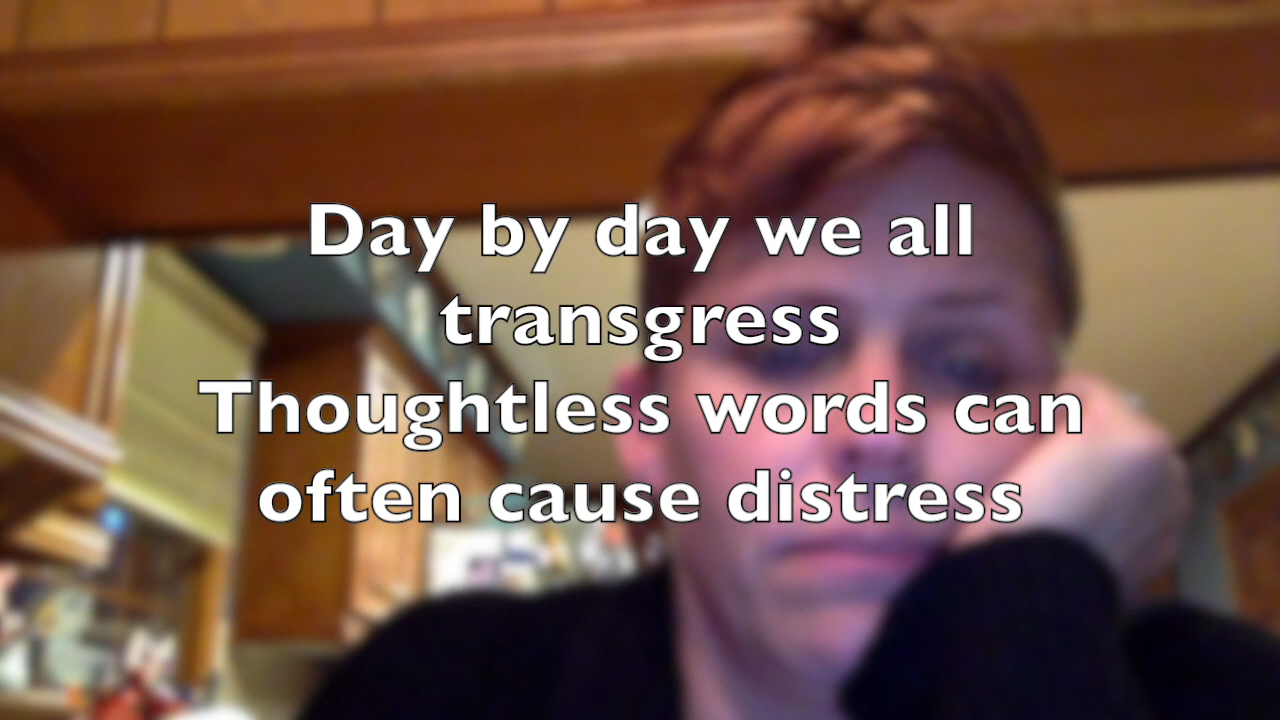 Day by day we all
transgress
Thoughtless words can
often cause distress